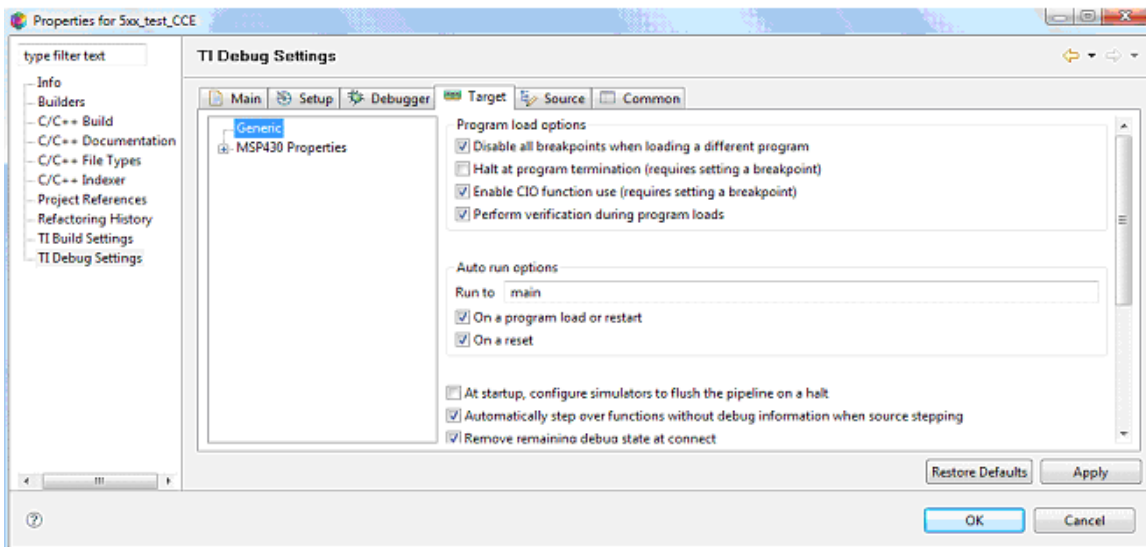 Properties for 5xx_test_CCE
type filter text
Info
Builders
C/C++ Build
C/C++ Documentation
C/C++ File Types
C/C++ Indexer
Project References
Refactoring History
TI Build Settings
TI Debug Settings
TI Debug Settings
Main Setup Debugger Target Source Common
Generic
MSP430 Properties
Program load options
Disable all breakpoints when loading a different program
Halt at program termination (requires setting a breakpoint)
Enable CIO function use (requires setting a breakpoint)
Perform verification during program loads
Auto run options
Run to main
On a program load or restart
On a reset
At startup, configure simulators to flush the pipeline on a halt
Automatically step over functions without debug information when source stepping
Remove remaining debug state at connect
Restore Defaults Apply
OK Cancel